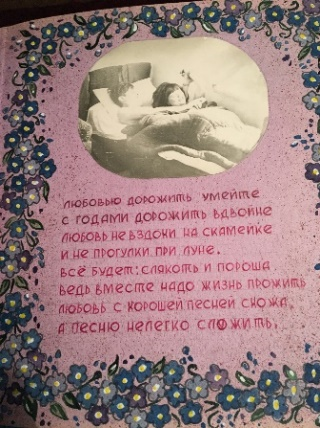 ЛЮБОВЬЮ ДОРОЖИТЬ УМЕЙТЕ
С ГОДАМИ ДОРОЖИТЬ ВДВОЙНЕ
ЛЮБОВЬ НЕ ВЗДОХИ НА СКАМЕЙКЕ
И НЕ ПРОГУЛКИ ПРИ ЛУНЕ.
ВСЁ БУДЕТ: СЛЯКОТЬ И ПОРОША
ВЕДЬ ВМЕСТЕ НАДО ЖИЗНЬ ПРОЖИТЬ
ЛЮБОВЬ С ХОРОШЕЙ ПЕСНЕЙ СХОЖА,
А ПЕСНЮ НЕЛЕГКО СЛОЖИТЬ.